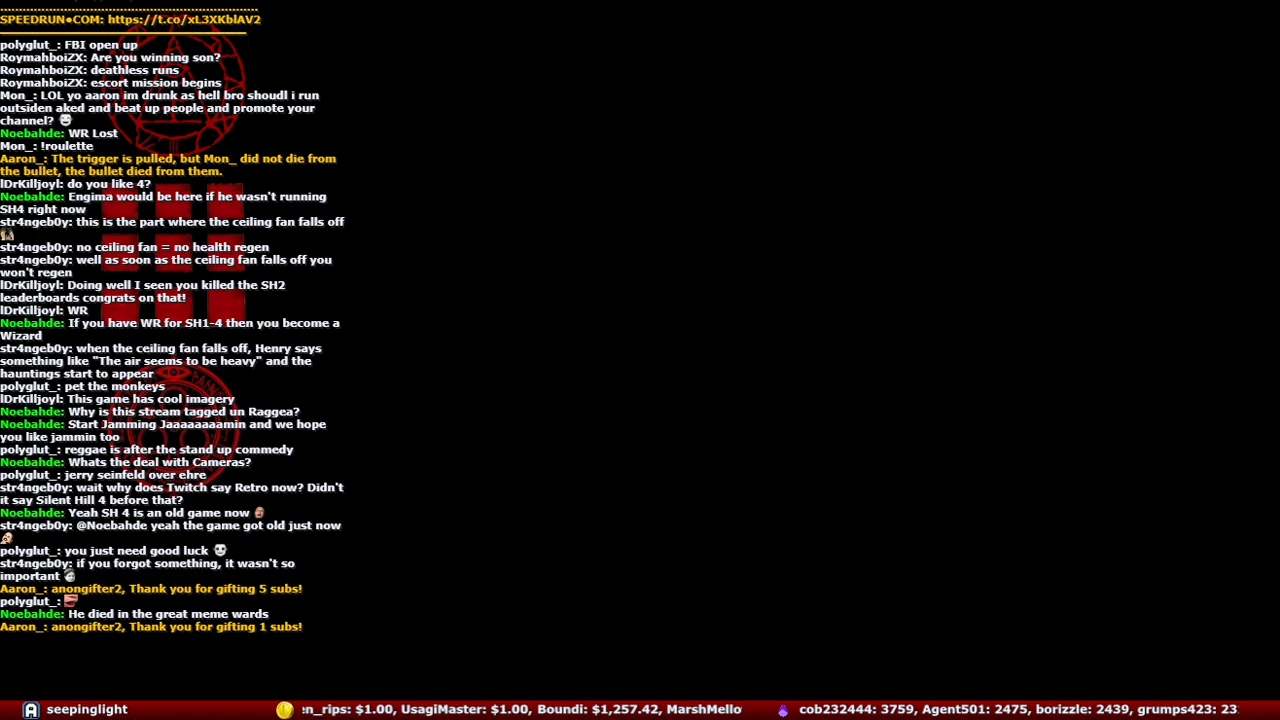 SPEEDRUN●COM: https://t.co/xL3XKblAV2
polyglut_: FBI open up
RoymahboiZX: Are you winning son?
RoymahboiZX: deathless runs
RoymahboiZX: escort mission begins
Mon_: LOL yo aaron im drunk as hell bro shoudl i run
outsiden aked and beat up people and promote your
channel?
Noebahde: WR Lost
Mon_: !roulette
Aaron_: The trigger is pulled, but Mon_ did not die from
the bullet, the bullet died from them.
lDrKilljoyl: do you like 4?
Noebahde: Engima would be here if he wasn't running
SH4 right now
str4ngeb0y: this is the part where the ceiling fan falls off
str4ngeb0y: no ceiling fan = no health regen
str4ngeb0y: well as soon as the ceiling fan falls off you
won't regen
lDrKilljoyl: Doing well I seen you killed the SH2
leaderboards congrats on that!
lDrKilljoyl: WR
Noebahde: If you have WR for SH1-4 then you become a
Wizard
str4ngeb0y: when the ceiling fan falls off, Henry says
something like "The air seems to be heavy" and the
hauntings start to appear
polyglut_: pet the monkeys
lDrKilljoyl: This game has cool imagery
Noebahde: Why is this stream tagged un Raggea?
Noebahde: Start Jamming Jaaaaaaamin and we hope
you like jammin too
polyglut_: reggae is after the stand up commedy
Noebahde: Whats the deal with Cameras?
polyglut_: jerry seinfeld over ehre
str4ngeb0y: wait why does Twitch say Retro now? Didn't
it say Silent Hill 4 before that?
Noebahde: Yeah SH 4 is an old game now
str4ngeb0y: @Noebahde yeah the game got old just now
polyglut_: you just need good luck
str4ngeb0y: if you forgot something, it wasn't so
important
Aaron_: anongifter2, Thank you for gifting 5 subs!
polyglut_:
Noebahde: He died in the great meme wards
Aaron_: anongifter2, Thank you for gifting 1 subs!
seepinglight
en_rips: $1.00, UsagiMaster: $1.00, Boundi: $1,257.42, MarshMello
cob232444: 3759, Agent501: 2475, borizzle: 2439, grumps423: 23